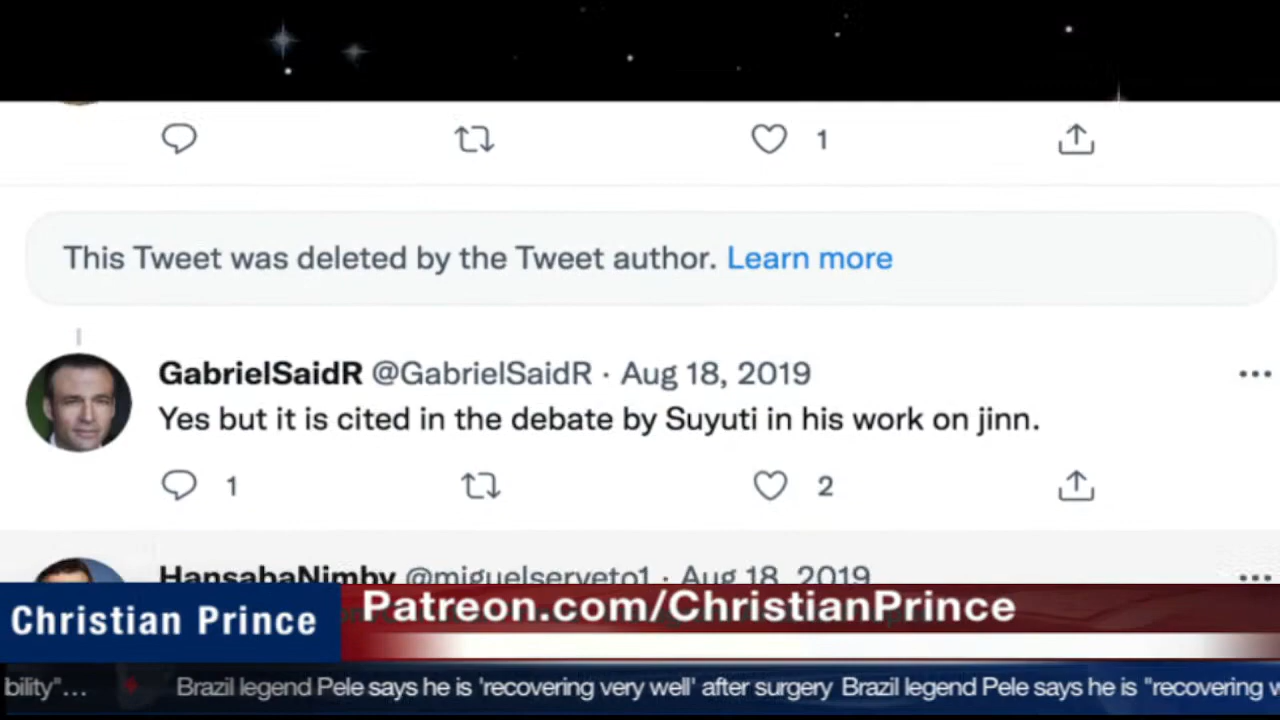 1
This Tweet was deleted by the Tweet author. Learn more
GabrielSaidR @GabrielSaidR · Aug 18, 2019
Yes but it is cited in the debate by Suyuti in his work on jinn.
1 2
HansabaNimby @miguelserveto1 · Aug 18, 2019
Christian Prince
Patreon.com/ChristianPrince
bility"... Brazil legend Pele says he is 'recovering very well' after surgery Brazil legend Pele says he is "recovering